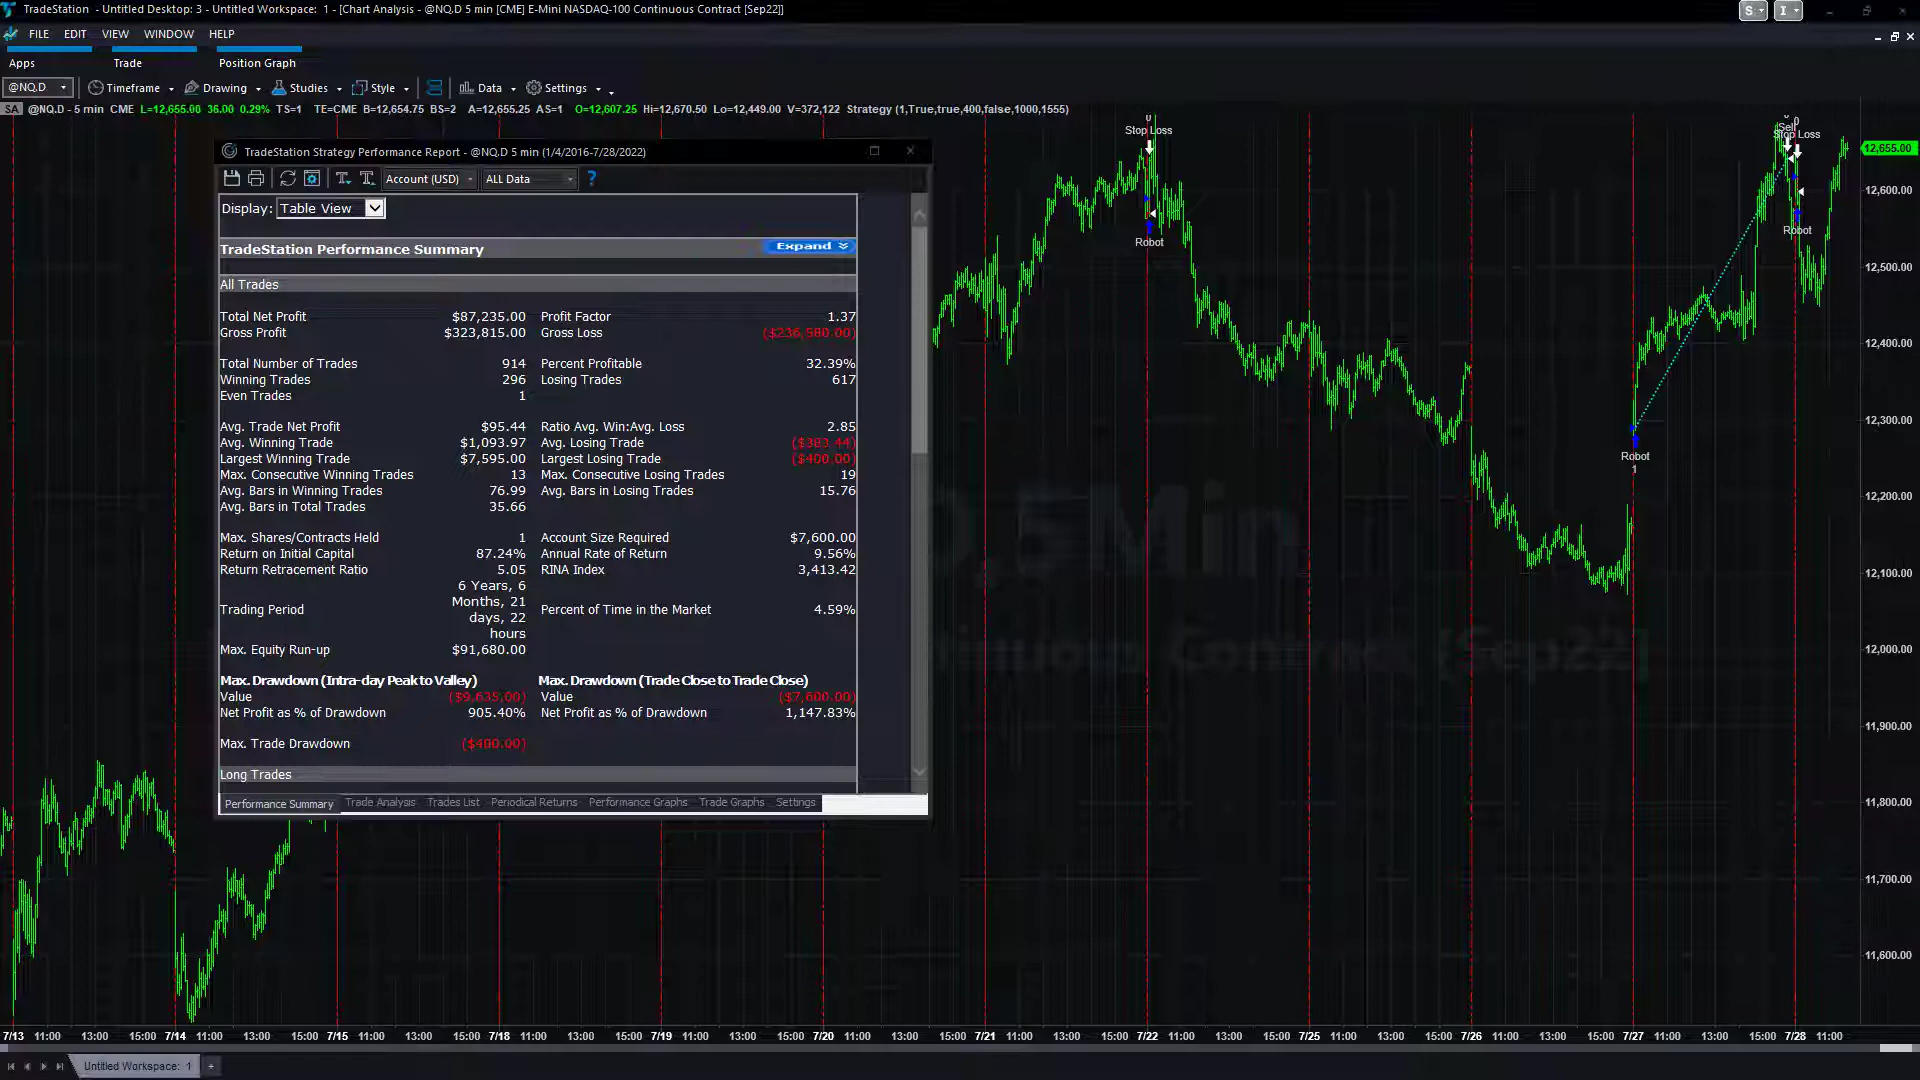 TradeStation - Untitled Desktop: 3 - Untitled Workspace: 1 - [Chart Analysis - @NQ.D 5 min [CME] E-Mini NASDAQ-100 Continuous Contract [Sep22]]
S I
FILE EDIT VIEW WINDOW HELP
Apps Trade Position Graph
@NQ.D Timeframe Drawing Studies Style Data Settings
SA @NQ.D - 5 min CME L=12,655.00 36.00 0.29% TS=1 TE=CME B=12,654.75 BS=2 A=12,655.25 AS=1 O=12,607.25 Hi=12,670.50 Lo=12,449.00 V=372,122 Strategy (1,True,true,400,false,1000,1555)
TradeStation Strategy Performance Report - @NQ.D 5 min (1/4/2016-7/28/2022)
Account (USD) ALL Data ?
Display: Table View
TradeStation Performance Summary Expand
All Trades
Total Net Profit $87,235.00 Profit Factor 1.37
Gross Profit $323,815.00 Gross Loss ($236,580.00)
Total Number of Trades 914 Percent Profitable 32.39%
Winning Trades 296 Losing Trades 617
Even Trades 1
Avg. Trade Net Profit $95.44 Ratio Avg. Win:Avg. Loss 2.85
Avg. Winning Trade $1,093.97 Avg. Losing Trade ($383.44)
Largest Winning Trade $7,595.00 Largest Losing Trade ($400.00)
Max. Consecutive Winning Trades 13 Max. Consecutive Losing Trades 19
Avg. Bars in Winning Trades 76.99 Avg. Bars in Losing Trades 15.76
Avg. Bars in Total Trades 35.66
Max. Shares/Contracts Held 1 Account Size Required $7,600.00
Return on Initial Capital 87.24% Annual Rate of Return 9.56%
Return Retracement Ratio 5.05 RINA Index 3,413.42
Trading Period 6 Years, 6 Months, 21 days, 22 hours Percent of Time in the Market 4.59%
Max. Equity Run-up $91,680.00
Max. Drawdown (Intra-day Peak to Valley) Max. Drawdown (Trade Close to Trade Close)
Value ($9,635.00) Value ($7,600.00)
Net Profit as % of Drawdown 905.40% Net Profit as % of Drawdown 1,147.83%
Max. Trade Drawdown ($400.00)
Long Trades
Performance Summary Trade Analysis Trades List Periodical Returns Performance Graphs Trade Graphs Settings
0
Stop Loss
Robot
Robot
1
0
Sell
Stop Loss
Robot
12,655.00
12,600.00
12,500.00
12,400.00
12,300.00
12,200.00
12,100.00
12,000.00
11,900.00
11,800.00
11,700.00
11,600.00
, 5 Min
Contract [Sep22]
7/13 11:00 13:00 15:00 7/14 11:00 13:00 15:00 7/15 11:00 13:00 15:00 7/18 11:00 13:00 15:00 7/19 11:00 13:00 15:00 7/20 11:00 13:00 15:00 7/21 11:00 13:00 15:00 7/22 11:00 13:00 15:00 7/25 11:00 13:00 15:00 7/26 11:00 13:00 15:00 7/27 11:00 13:00 15:00 7/28 11:00
Untitled Workspace: 1 +